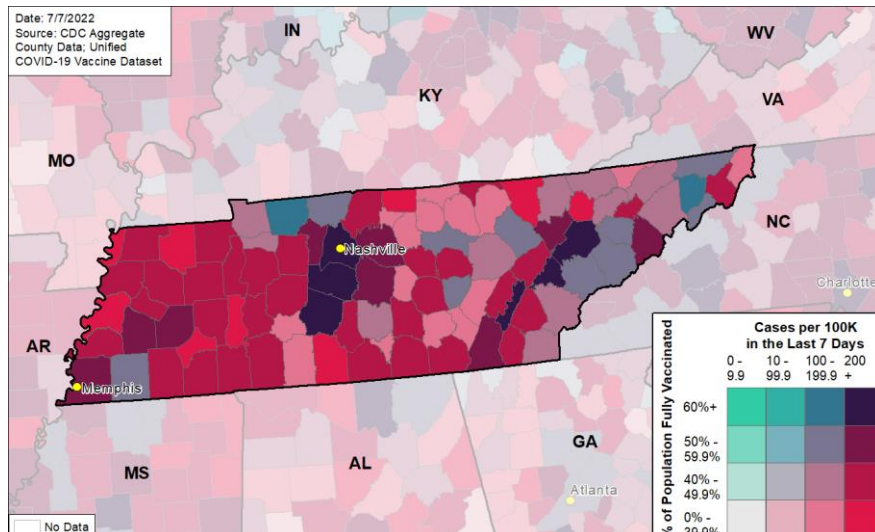 Date: 7/7/2022
Source: CDC Aggregate
County Data; Unified
COVID-19 Vaccine Dataset
IN
WV
KY
VA
MO
Nashville
NC
Charlotte
AR
Memphis
MS
AL
GA
Atlanta
Cases per 100K
in the Last 7 Days
0 - 9.9
10 - 99.9
100 - 199.9
200 +
% of Population Fully Vaccinated
60%+
50% - 59.9%
40% - 49.9%
0% - 39.9%
No Data